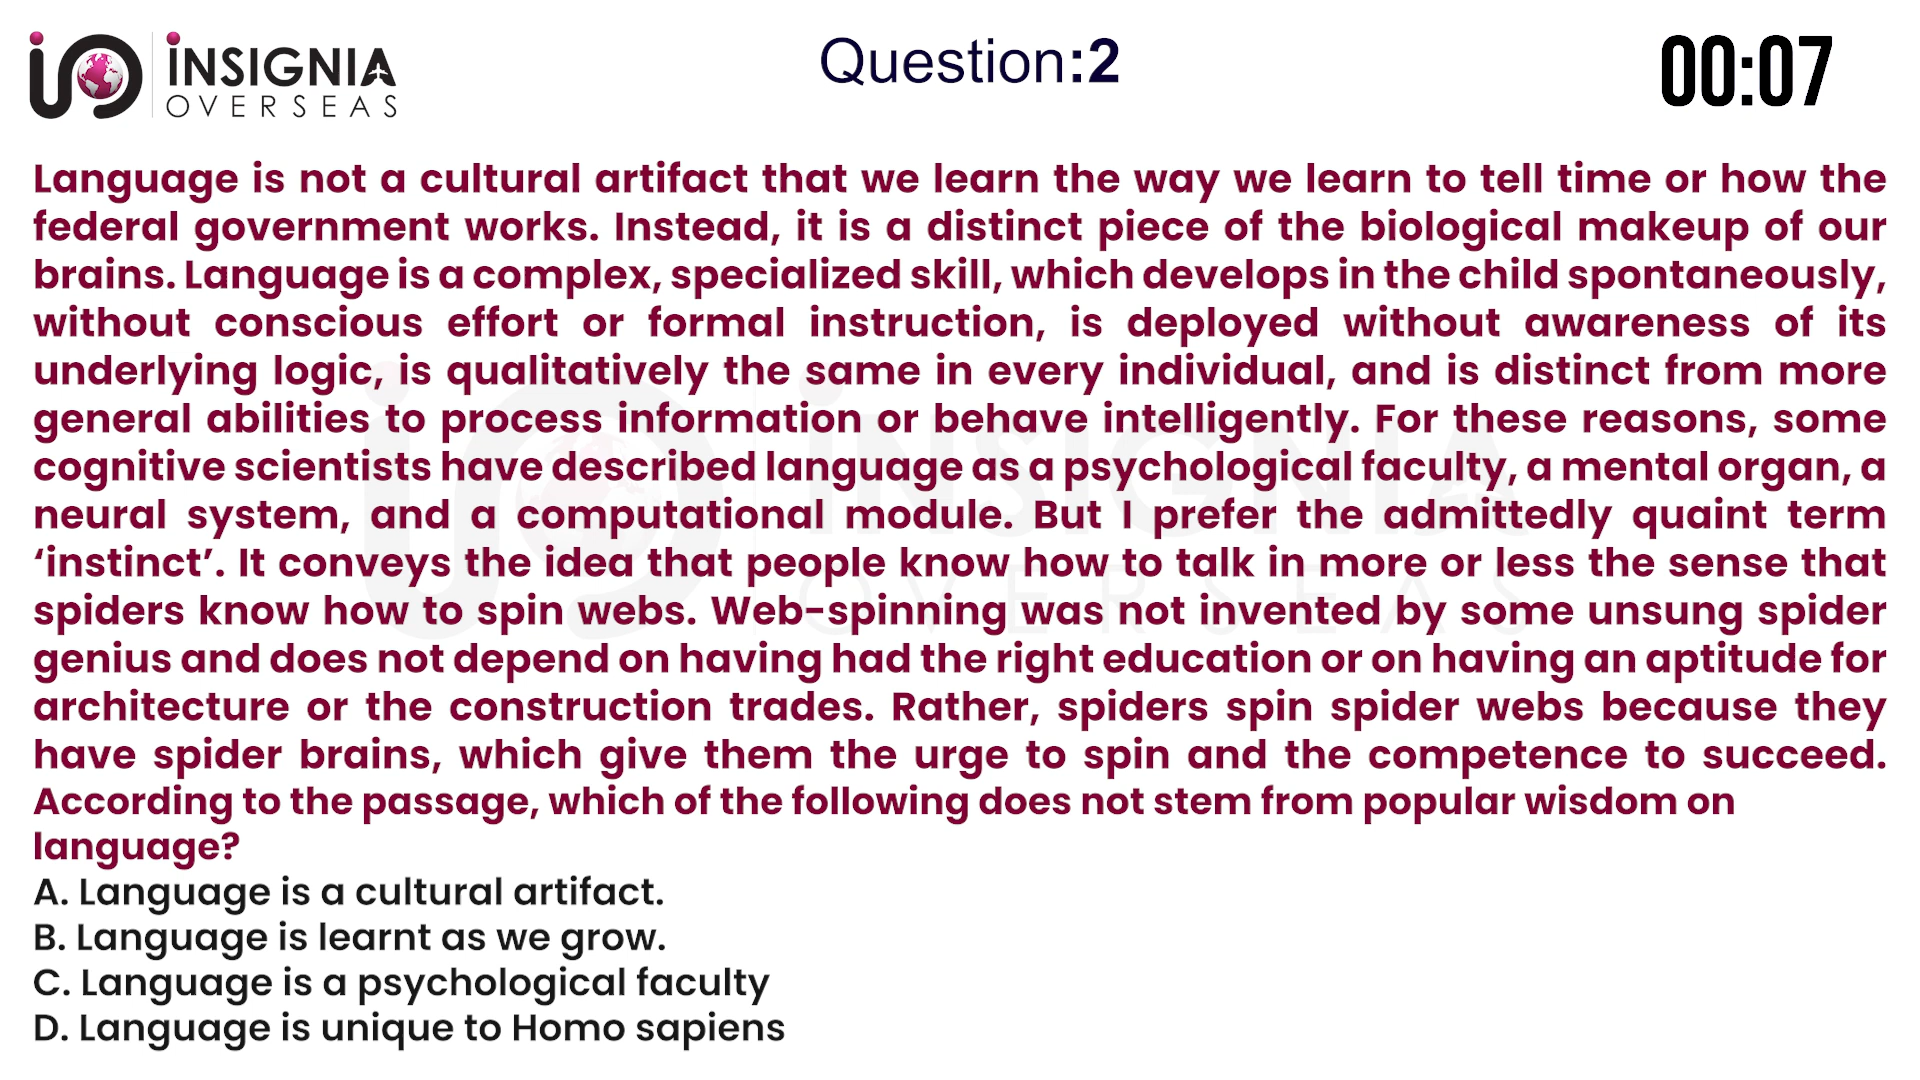 INSIGNIA
OVERSEAS
Question:2
00:07
Language is not a cultural artifact that we learn the way we learn to tell time or how the
federal government works. Instead, it is a distinct piece of the biological makeup of our
brains. Language is a complex, specialized skill, which develops in the child spontaneously,
without conscious effort or formal instruction, is deployed without awareness of its
underlying logic, is qualitatively the same in every individual, and is distinct from more
general abilities to process information or behave intelligently. For these reasons, some
cognitive scientists have described language as a psychological faculty, a mental organ, a
neural system, and a computational module. But I prefer the admittedly quaint term
‘instinct’. It conveys the idea that people know how to talk in more or less the sense that
spiders know how to spin webs. Web-spinning was not invented by some unsung spider
genius and does not depend on having had the right education or on having an aptitude for
architecture or the construction trades. Rather, spiders spin spider webs because they
have spider brains, which give them the urge to spin and the competence to succeed.
According to the passage, which of the following does not stem from popular wisdom on
language?
A. Language is a cultural artifact.
B. Language is learnt as we grow.
C. Language is a psychological faculty
D. Language is unique to Homo sapiens